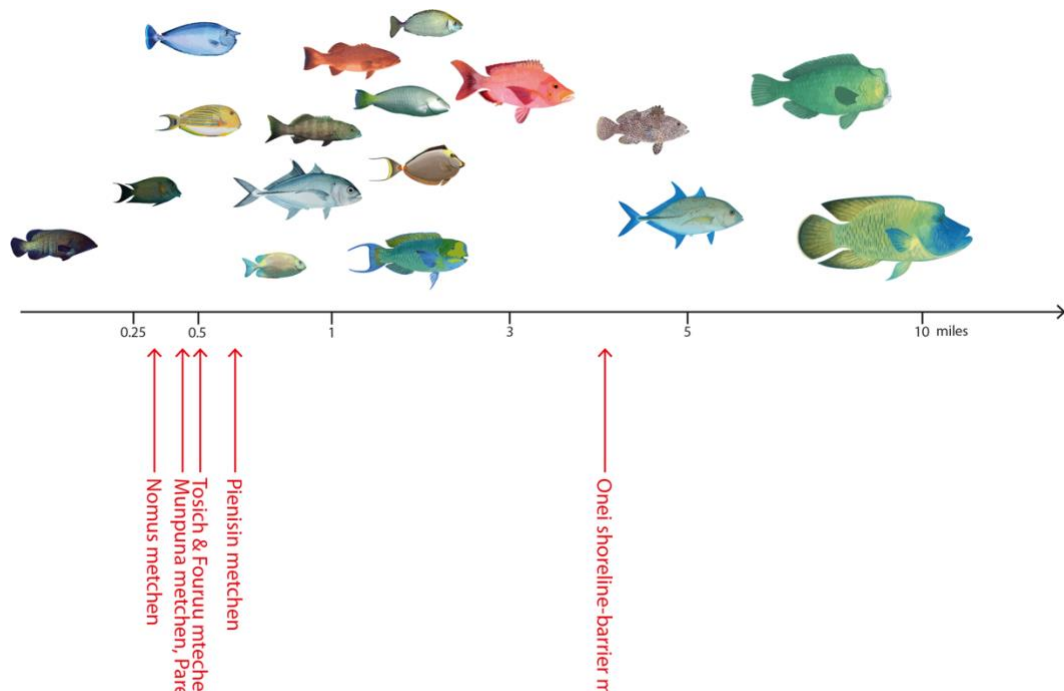 0.25
0.5
1
3
5
10 miles
Nomus metchen
Munpuna metchen, Pare
Tosich & Fouruu mteche
Pienisin metchen
Onei shoreline-barrier m